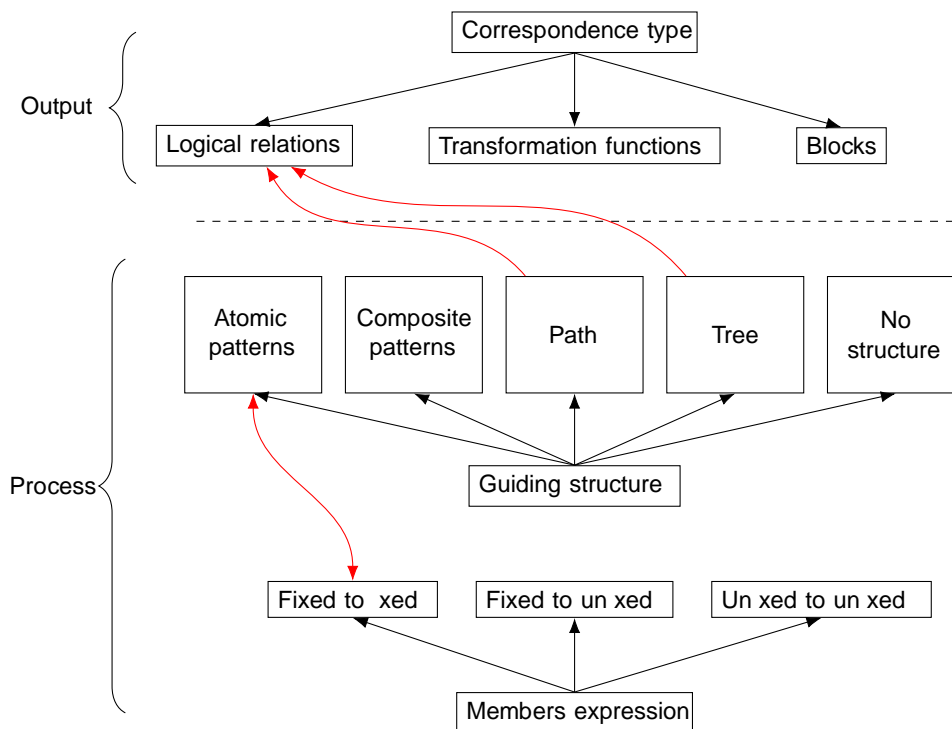 Correspondence type
Output
Logical relations
Transformation functions
Blocks
Atomic
patterns
Composite
patterns
Path
Tree
No
structure
Guiding structure
Process
Fixed to xed
Fixed to un xed
Un xed to un xed
Members expression